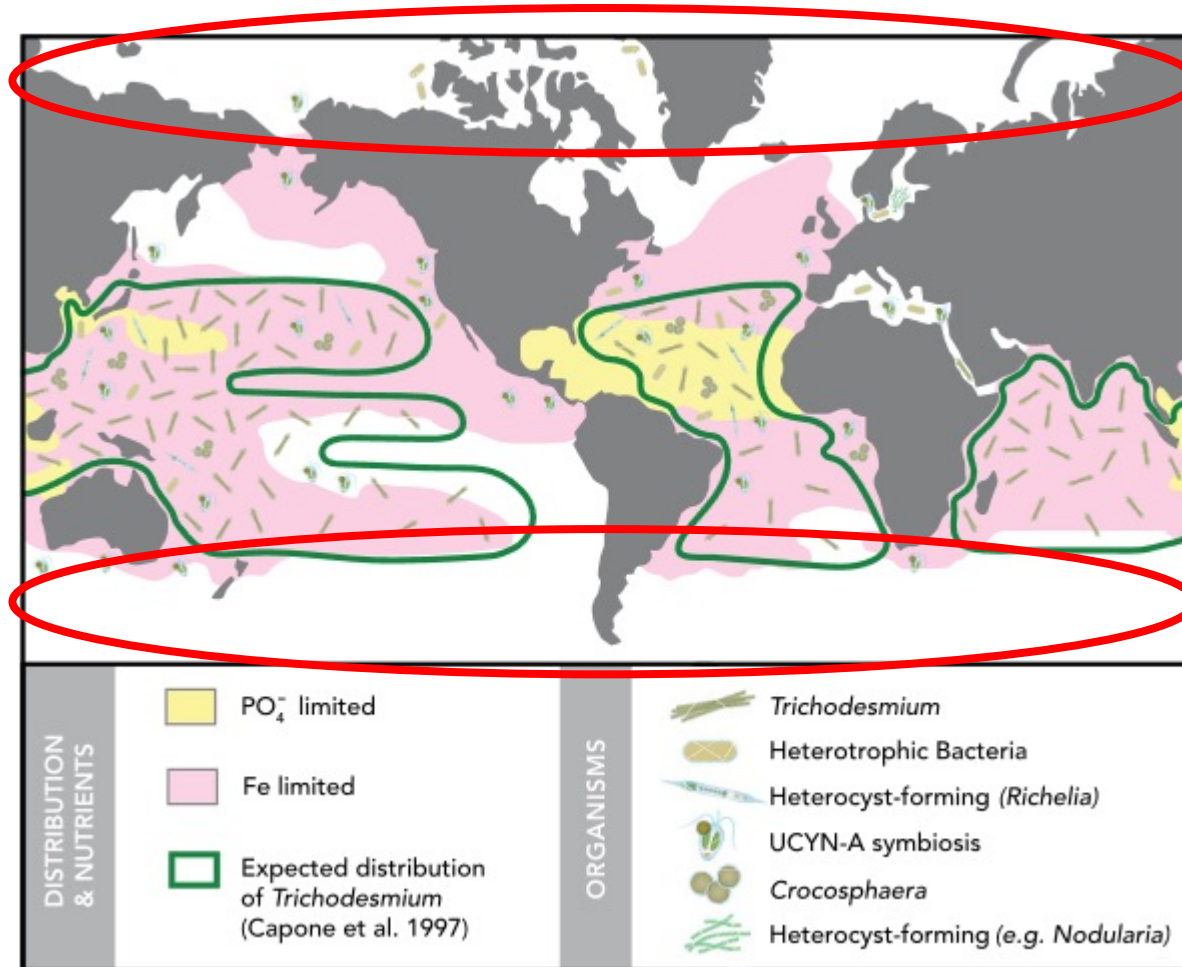 DISTRIBUTION
& NUTRIENTS
PO₄⁻ limited
Fe limited
Expected distribution
of Trichodesmium
(Capone et al. 1997)
ORGANISMS
Trichodesmium
Heterotrophic Bacteria
Heterocyst-forming (Richelia)
UCYN-A symbiosis
Crocosphaera
Heterocyst-forming (e.g. Nodularia)